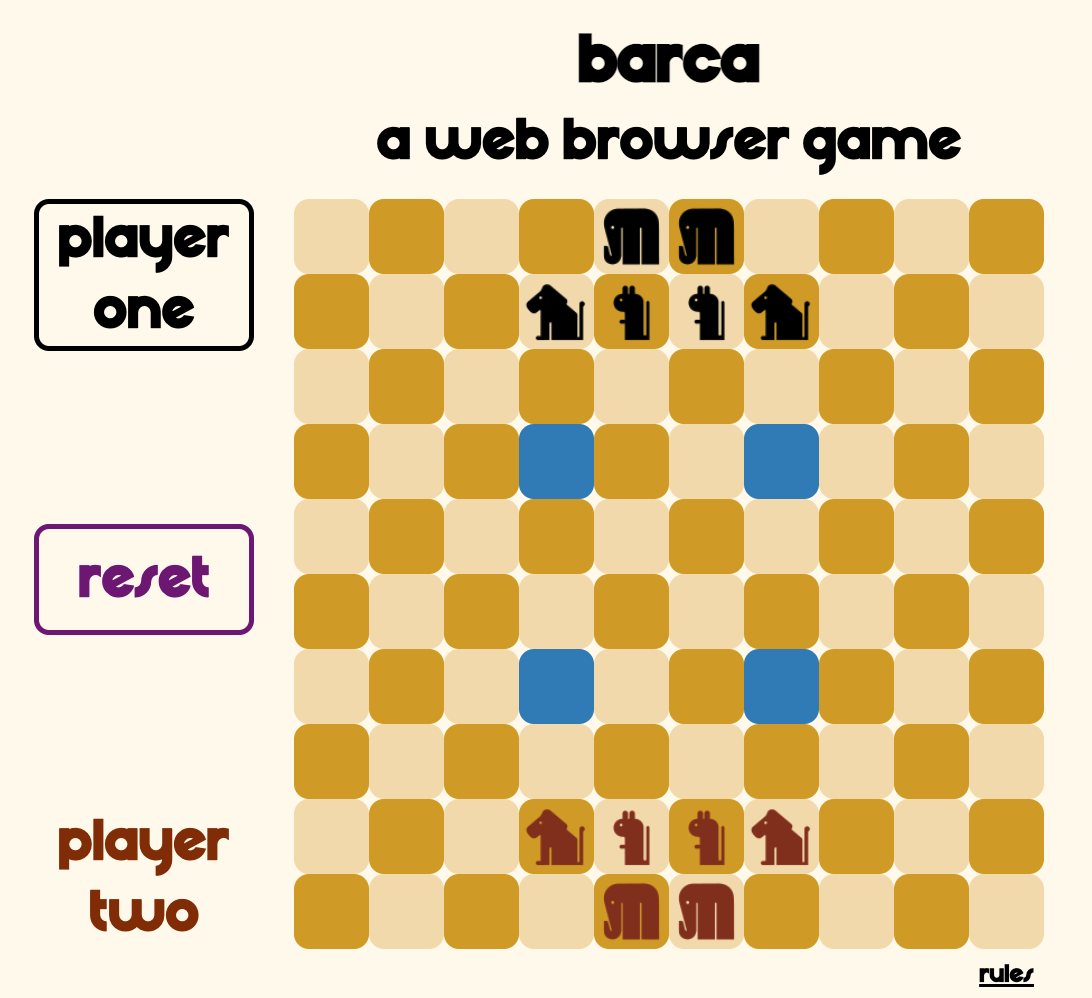 barca
a web browser game
player
one
reset
player
two
rules